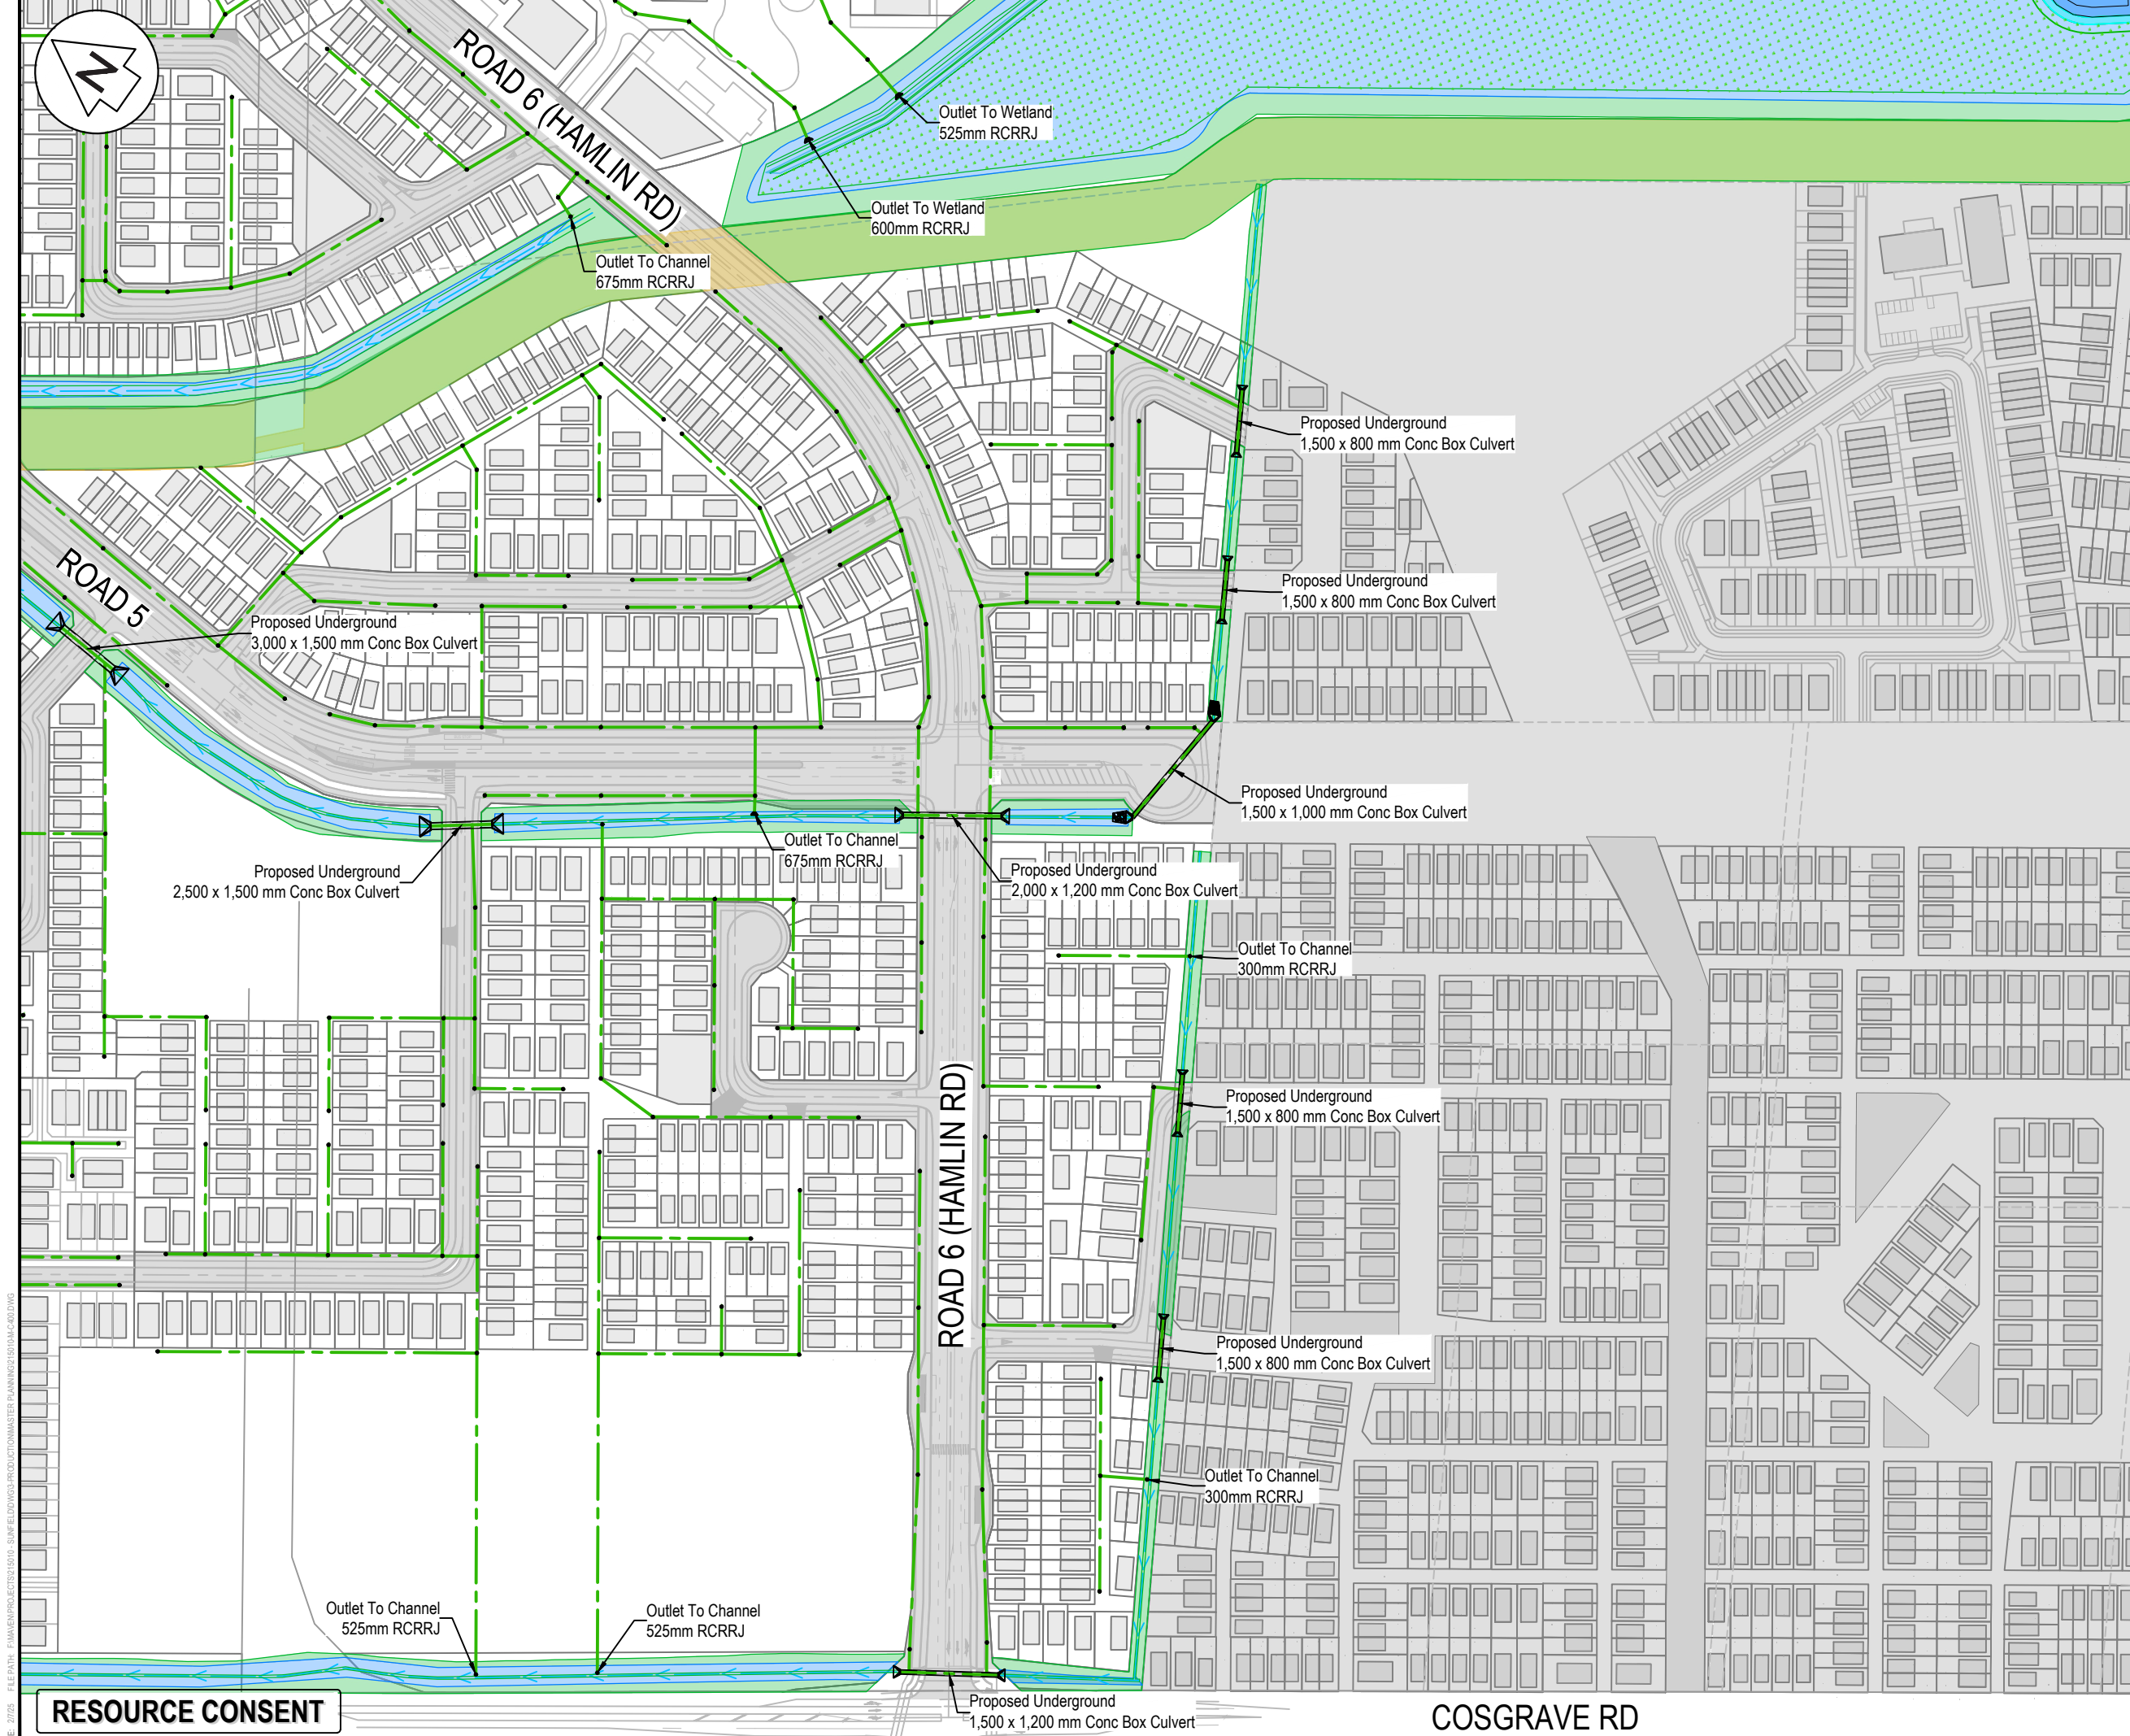 N
ROAD 6 (HAMLIN RD)
Outlet To Wetland
525mm RCRRJ
Outlet To Wetland
600mm RCRRJ
Outlet To Channel
675mm RCRRJ
Proposed Underground
1,500 x 800 mm Conc Box Culvert
ROAD 5
Proposed Underground
1,500 x 800 mm Conc Box Culvert
Proposed Underground
3,000 x 1,500 mm Conc Box Culvert
Proposed Underground
1,500 x 1,000 mm Conc Box Culvert
Outlet To Channel
675mm RCRRJ
Proposed Underground
2,500 x 1,500 mm Conc Box Culvert
Proposed Underground
2,000 x 1,200 mm Conc Box Culvert
Outlet To Channel
300mm RCRRJ
ROAD 6 (HAMLIN RD)
Proposed Underground
1,500 x 800 mm Conc Box Culvert
Proposed Underground
1,500 x 800 mm Conc Box Culvert
Outlet To Channel
300mm RCRRJ
Outlet To Channel
525mm RCRRJ
Outlet To Channel
525mm RCRRJ
Proposed Underground
1,500 x 1,200 mm Conc Box Culvert
RESOURCE CONSENT
COSGRAVE RD